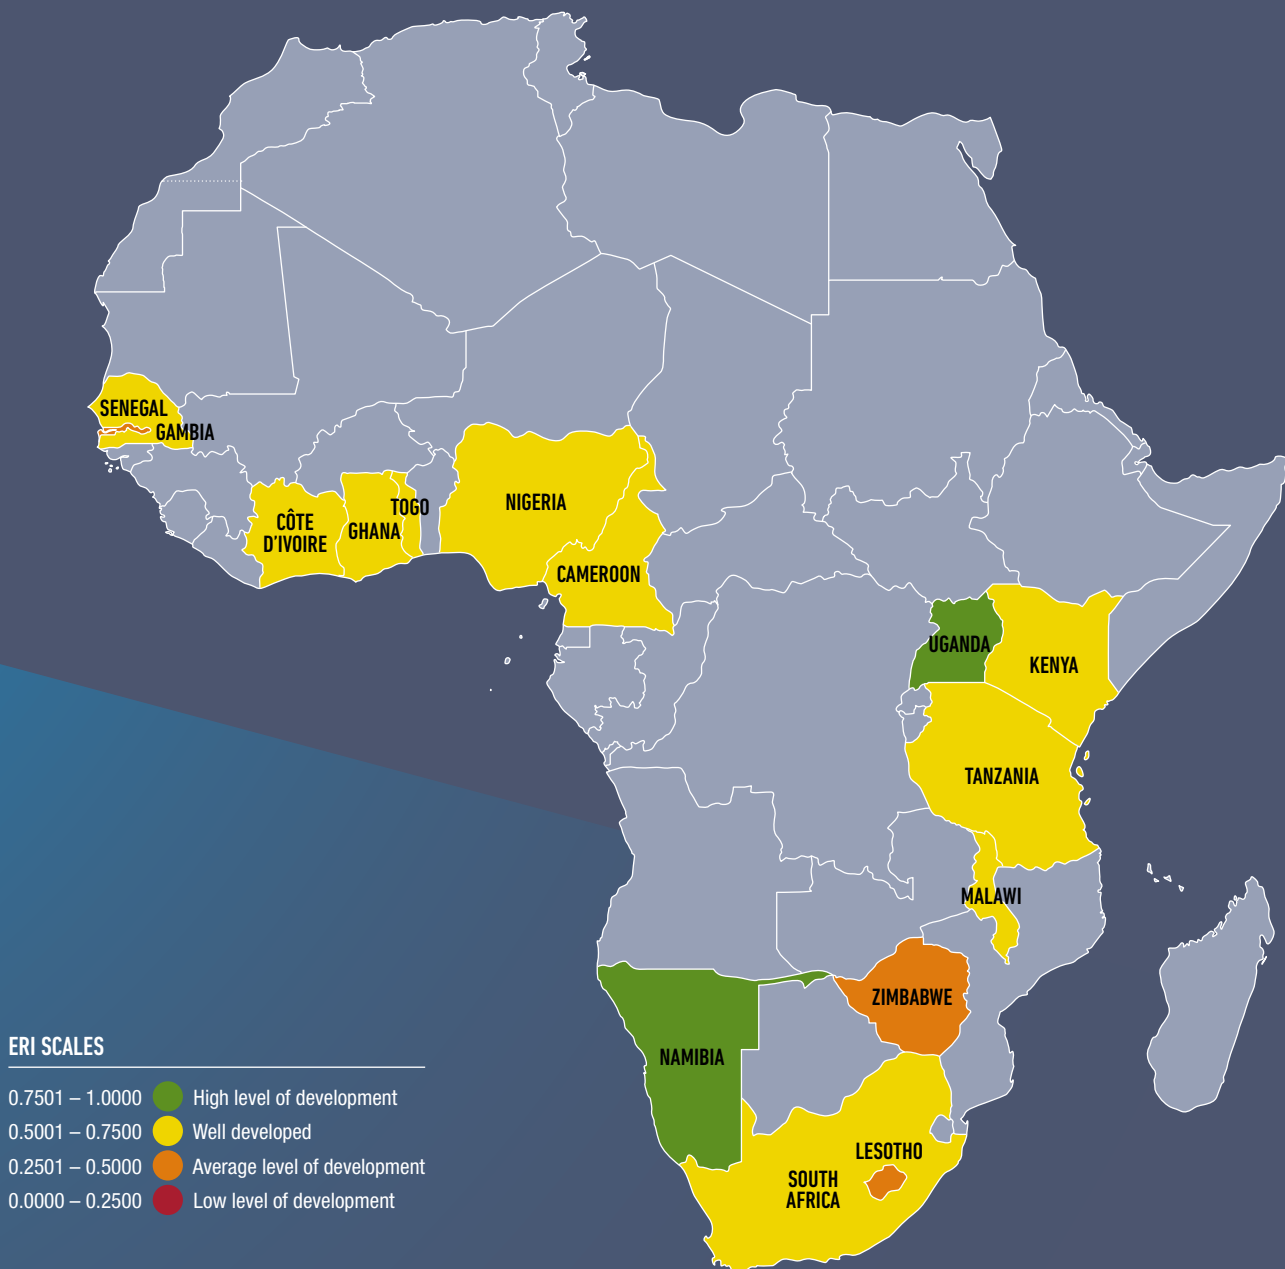 SENEGAL
GAMBIA
CÔTE
D'IVOIRE
GHANA
TOGO
NIGERIA
CAMEROON
UGANDA
KENYA
TANZANIA
MALAWI
ZIMBABWE
NAMIBIA
LESOTHO
SOUTH
AFRICA
ERI SCALES
0.7501 – 1.0000 High level of development
0.5001 – 0.7500 Well developed
0.2501 – 0.5000 Average level of development
0.0000 – 0.2500 Low level of development